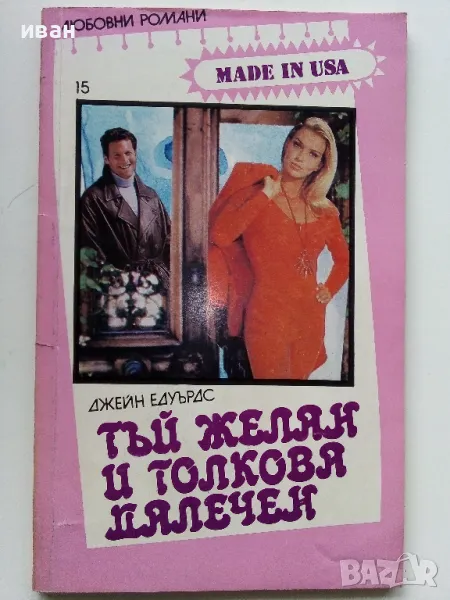 ЛЮБОВНИ РОМАНИ
иван
MADE IN USA
15
ДЖЕЙН ЕДУЪРДС
ТЪЙ ЖЕЛАН
И ТОЛКОВА
ДАЛЕЧЕН
BAZAR